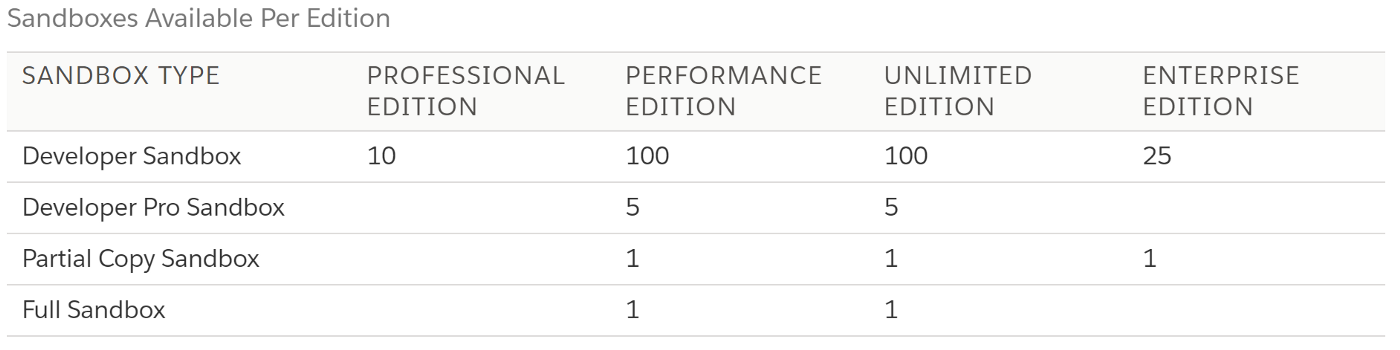 Sandboxes Available Per Edition
SANDBOX TYPE PROFESSIONAL EDITION PERFORMANCE EDITION UNLIMITED EDITION ENTERPRISE EDITION
Developer Sandbox 10 100 100 25
Developer Pro Sandbox 5 5
Partial Copy Sandbox 1 1 1
Full Sandbox 1 1